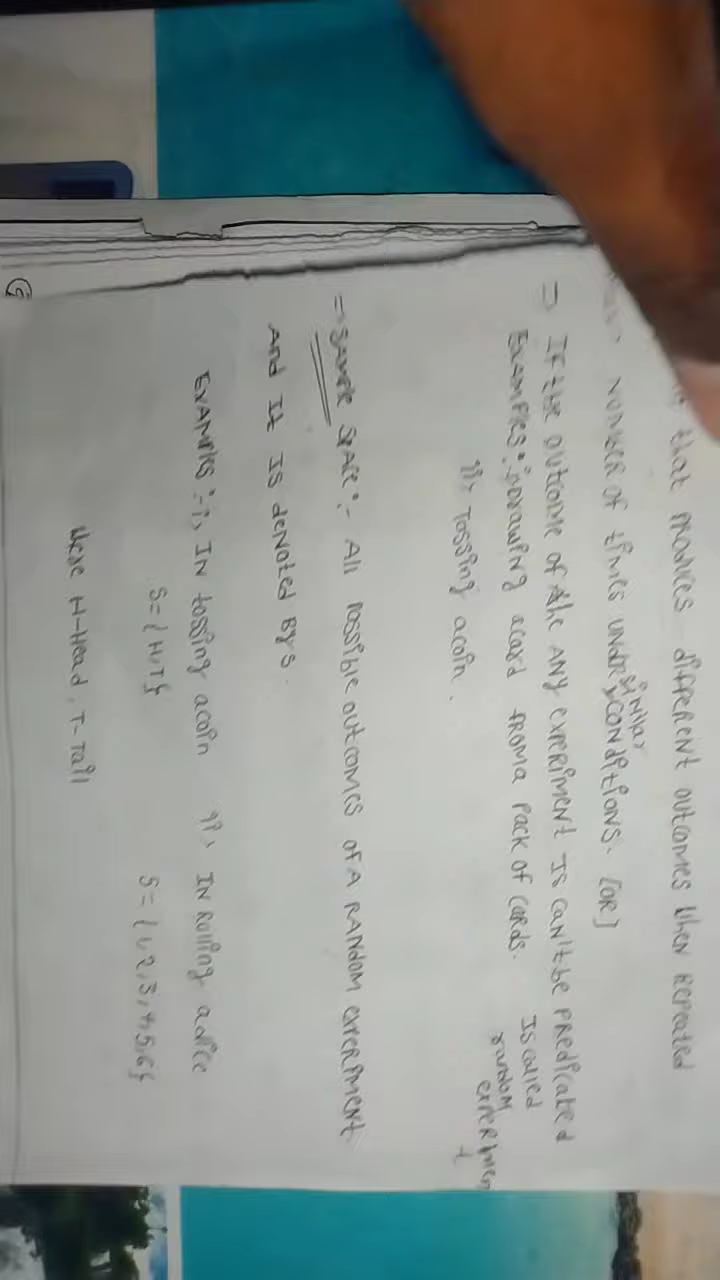 that produces different outcomes when repeated
number of times under similar conditions. [OR]
=> If the outcome of the any experiment is can't be predicated
is called random experiment
Examples:- i, Drawing a card from a pack of cards.
ii, Tossing a coin.
=> Sample space:- All possible outcomes of a random experiment
and it is denoted by s.
Examples:- i, In tossing a coin ii, In rolling a dice
S={H,T} S={1,2,3,4,5,6}
here H-Head, T-Tail